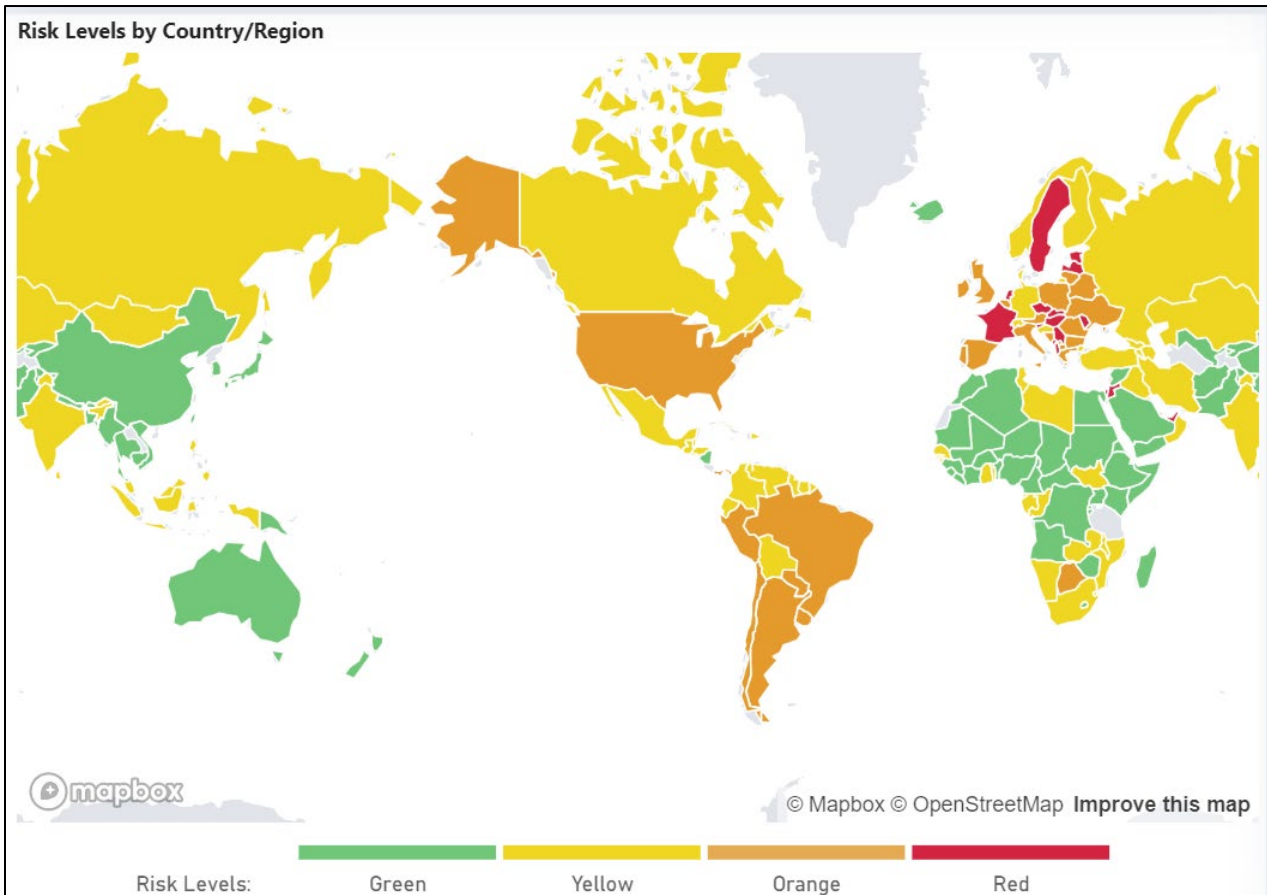 Risk Levels by Country/Region
mapbox
© Mapbox © OpenStreetMap Improve this map
Risk Levels: Green Yellow Orange Red